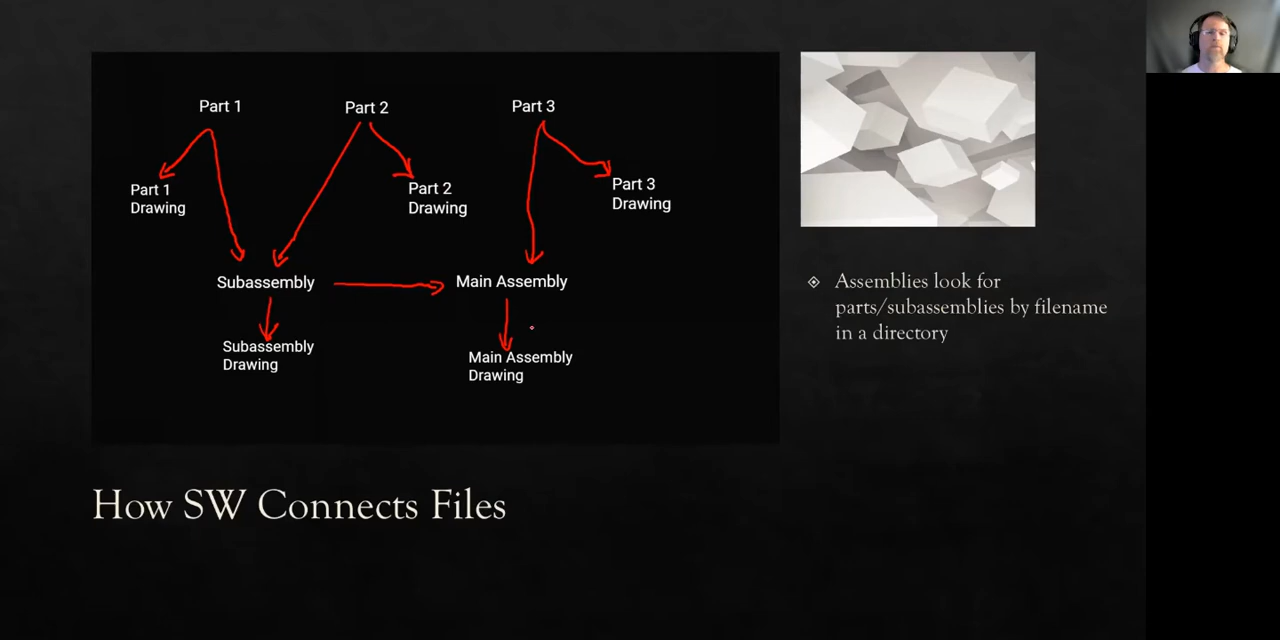 Part 1
Part 2
Part 3
Part 1
Drawing
Part 2
Drawing
Part 3
Drawing
Subassembly
Main Assembly
Subassembly
Drawing
Main Assembly
Drawing
Assemblies look for
parts/subassemblies by filename
in a directory
How SW Connects Files